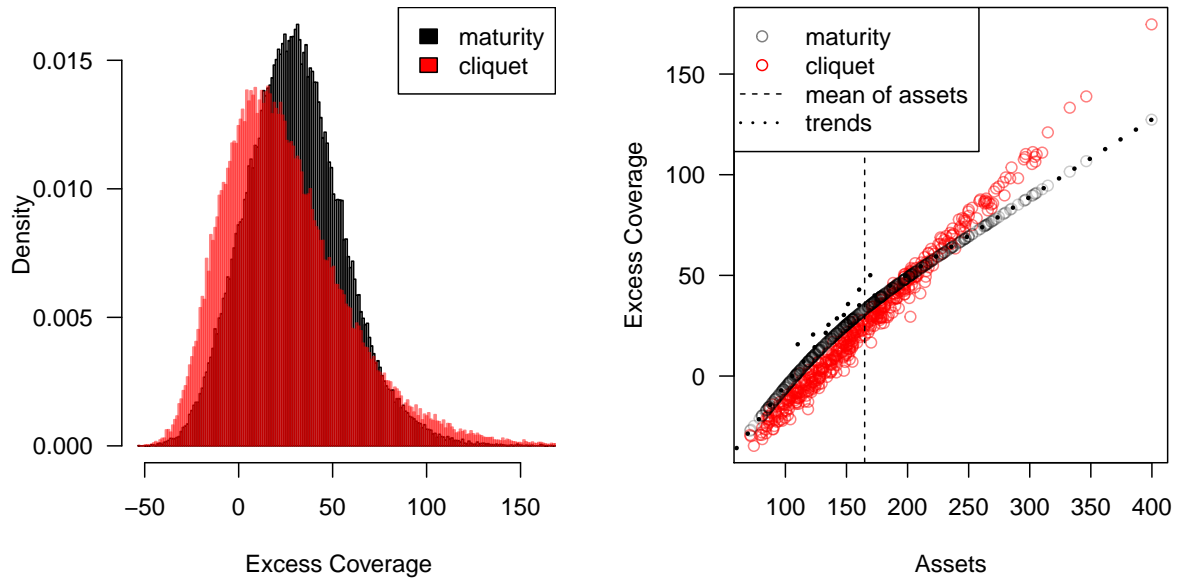 maturity
cliquet
0.015
0.010
0.005
0.000
Density
−50 0 50 100 150
Excess Coverage
maturity
cliquet
mean of assets
trends
150
100
50
0
Excess Coverage
100 150 200 250 300 350 400
Assets